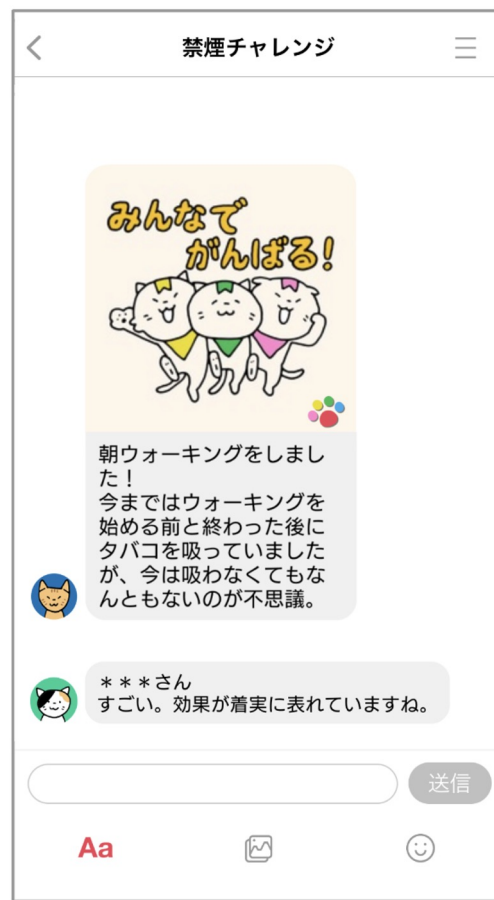 禁煙チャレンジ
みんなで
がんばる!
朝ウォーキングをしまし
た！
今まではウォーキングを
始める前と終わった後に
タバコを吸っていました
が、今は吸わなくてもな
んともないのが不思議。
＊＊＊さん
すごい。効果が着実に表れていますね。
送信
Aa